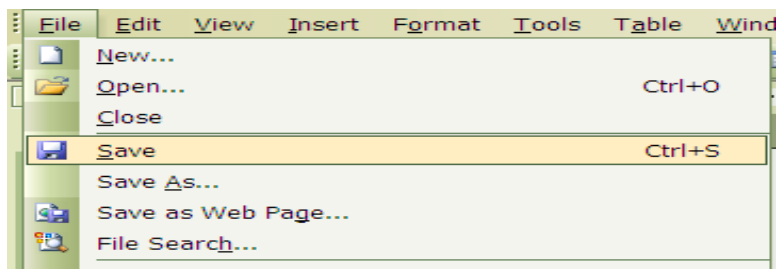 File Edit View Insert Format Tools Table Wind
New...
Open... Ctrl+O
Close
Save Ctrl+S
Save As...
Save as Web Page...
File Search...